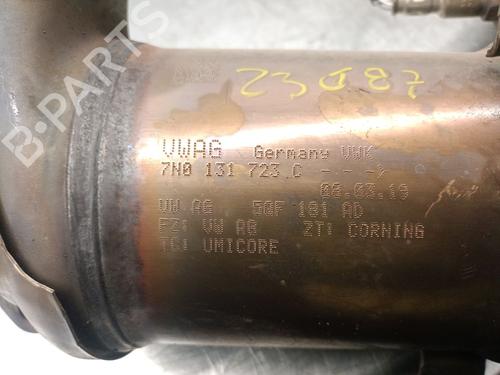 B-PARTS
23087
VWAG Germany VWK
7N0 131 723 C - - - -
08.03.19
VW AG 5QF 181 AD
FZ: VW AG ZT: CORNING
TC: UMICORE